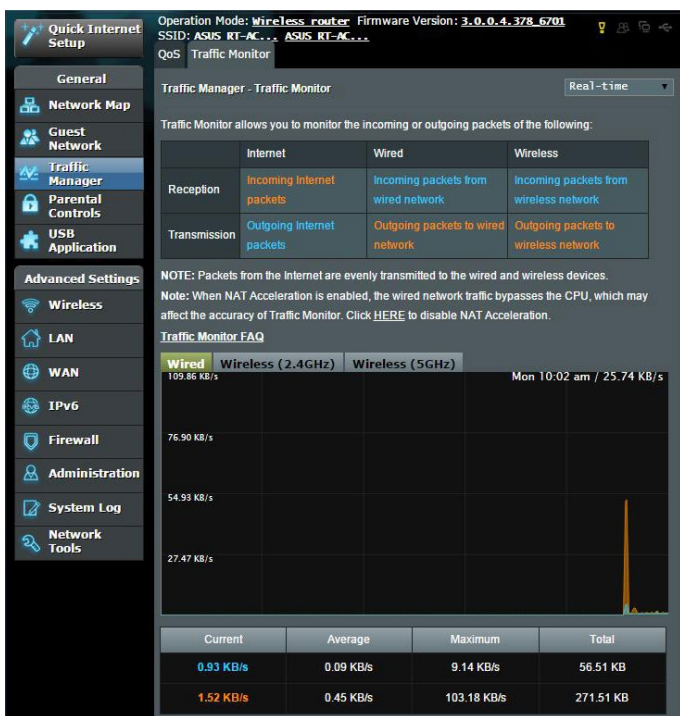 Quick Internet
Setup
General
Network Map
Guest
Network
Traffic
Manager
Parental
Controls
USB
Application
Advanced Settings
Wireless
LAN
WAN
IPv6
Firewall
Administration
System Log
Network
Tools
Operation Mode: Wireless router Firmware Version: 3.0.0.4.378_6701
SSID: ASUS RT-AC... ASUS RT-AC...
QoS Traffic Monitor
Traffic Manager - Traffic Monitor Real-time
Traffic Monitor allows you to monitor the incoming or outgoing packets of the following:
Internet Wired Wireless
Reception
Incoming Internet
packets
Incoming packets from
wired network
Incoming packets from
wireless network
Transmission
Outgoing Internet
packets
Outgoing packets to wired
network
Outgoing packets to
wireless network
NOTE: Packets from the Internet are evenly transmitted to the wired and wireless devices.
Note: When NAT Acceleration is enabled, the wired network traffic bypasses the CPU, which may
affect the accuracy of Traffic Monitor. Click HERE to disable NAT Acceleration.
Traffic Monitor FAQ
Wired Wireless (2.4GHz) Wireless (5GHz)
109.86 KB/s Mon 10:02 am / 25.74 KB/s
76.90 KB/s
54.93 KB/s
27.47 KB/s
Current Average Maximum Total
0.93 KB/s 0.09 KB/s 9.14 KB/s 56.51 KB
1.52 KB/s 0.45 KB/s 103.18 KB/s 271.51 KB